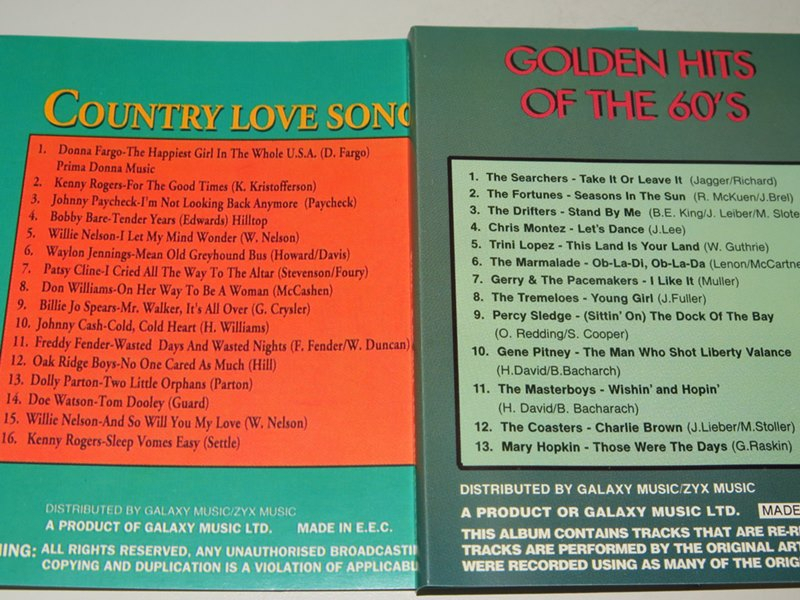 COUNTRY LOVE SONG
1. Donna Fargo-The Happiest Girl In The Whole U.S.A. (D. Fargo)
Prima Donna Music
2. Kenny Rogers-For The Good Times (K. Kristofferson)
3. Johnny Paycheck-I'm Not Looking Back Anymore (Paycheck)
4. Bobby Bare-Tender Years (Edwards) Hilltop
5. Willie Nelson-I Let My Mind Wonder (W. Nelson)
6. Waylon Jennings-Mean Old Greyhound Bus (Howard/Davis)
7. Patsy Cline-I Cried All The Way To The Altar (Stevenson/Foury)
8. Don Williams-On Her Way To Be A Woman (McCashen)
9. Billie Jo Spears-Mr. Walker, It's All Over (G. Crysler)
10. Johnny Cash-Cold, Cold Heart (H. Williams)
11. Freddy Fender-Wasted Days And Wasted Nights (F. Fender/W. Duncan)
12. Oak Ridge Boys-No One Cared As Much (Hill)
13. Dolly Parton-Two Little Orphans (Parton)
14. Doe Watson-Tom Dooley (Guard)
15. Willie Nelson-And So Will You My Love (W. Nelson)
16. Kenny Rogers-Sleep Vomes Easy (Settle)
DISTRIBUTED BY GALAXY MUSIC/ZYX MUSIC
A PRODUCT OF GALAXY MUSIC LTD. MADE IN E.E.C.
NING: ALL RIGHTS RESERVED, ANY UNAUTHORISED BROADCASTI
COPYING AND DUPLICATION IS A VIOLATION OF APPLICABL
GOLDEN HITS
OF THE 60'S
1. The Searchers - Take It Or Leave It (Jagger/Richard)
2. The Fortunes - Seasons In The Sun (R. McKuen/J.Brel)
3. The Drifters - Stand By Me (B.E. King/J. Leiber/M. Stole
4. Chris Montez - Let's Dance (J.Lee)
5. Trini Lopez - This Land Is Your Land (W. Guthrie)
6. The Marmalade - Ob-La-Di, Ob-La-Da (Lenon/McCartne
7. Gerry & The Pacemakers - I Like It (Muller)
8. The Tremeloes - Young Girl (J.Fuller)
9. Percy Sledge - (Sittin' On) The Dock Of The Bay
(O. Redding/S. Cooper)
10. Gene Pitney - The Man Who Shot Liberty Valance
(H.David/B.Bacharch)
11. The Masterboys - Wishin' and Hopin'
(H. David/B. Bacharach)
12. The Coasters - Charlie Brown (J.Lieber/M.Stoller)
13. Mary Hopkin - Those Were The Days (G.Raskin)
DISTRIBUTED BY GALAXY MUSIC/ZYX MUSIC
A PRODUCT OR GALAXY MUSIC LTD. MADE
THIS ALBUM CONTAINS TRACKS THAT ARE RE-R
TRACKS ARE PERFORMED BY THE ORIGINAL ART
WERE RECORDED USING AS MANY OF THE ORIG